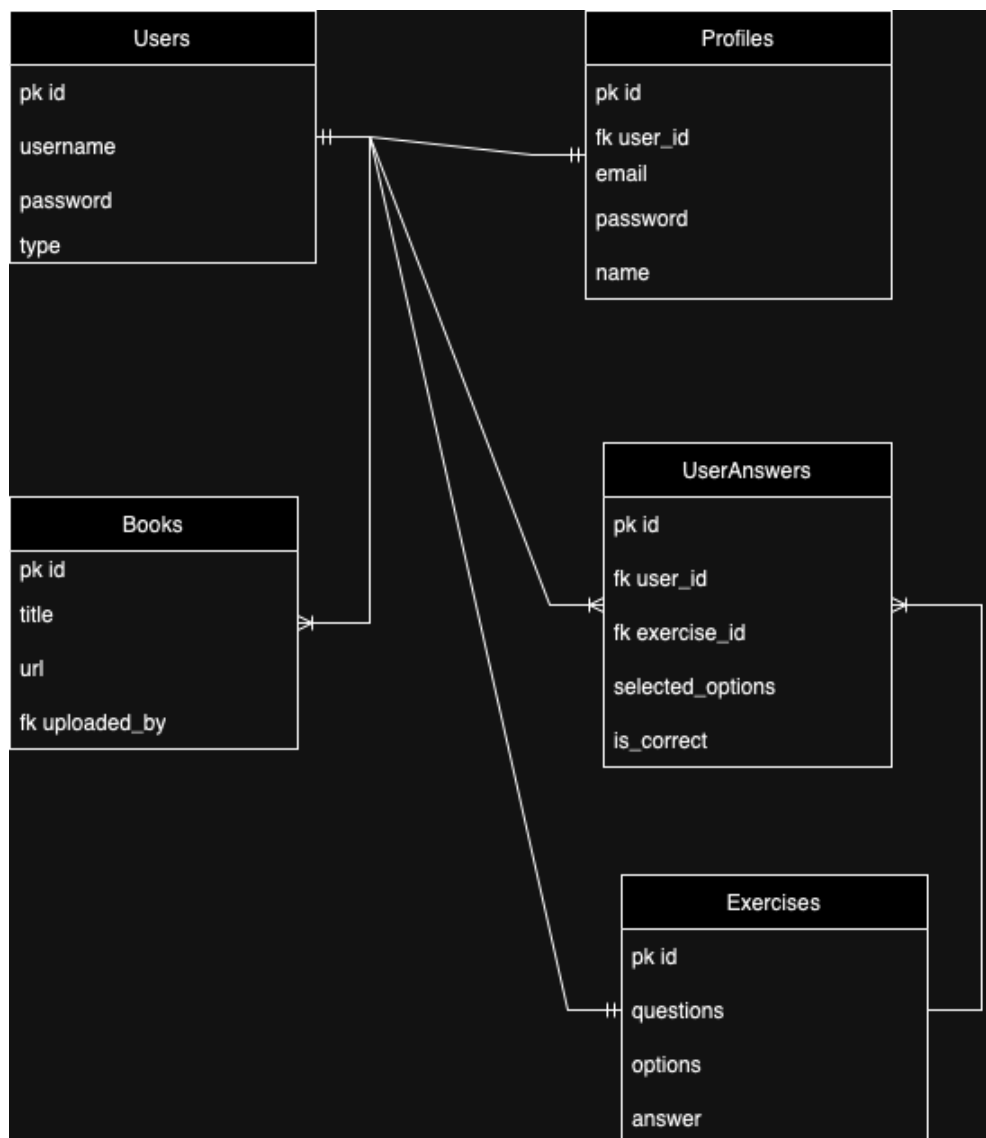 Users
pk id
username
password
type
Profiles
pk id
fk user_id
email
password
name
Books
pk id
title
url
fk uploaded_by
UserAnswers
pk id
fk user_id
fk exercise_id
selected_options
is_correct
Exercises
pk id
questions
options
answer